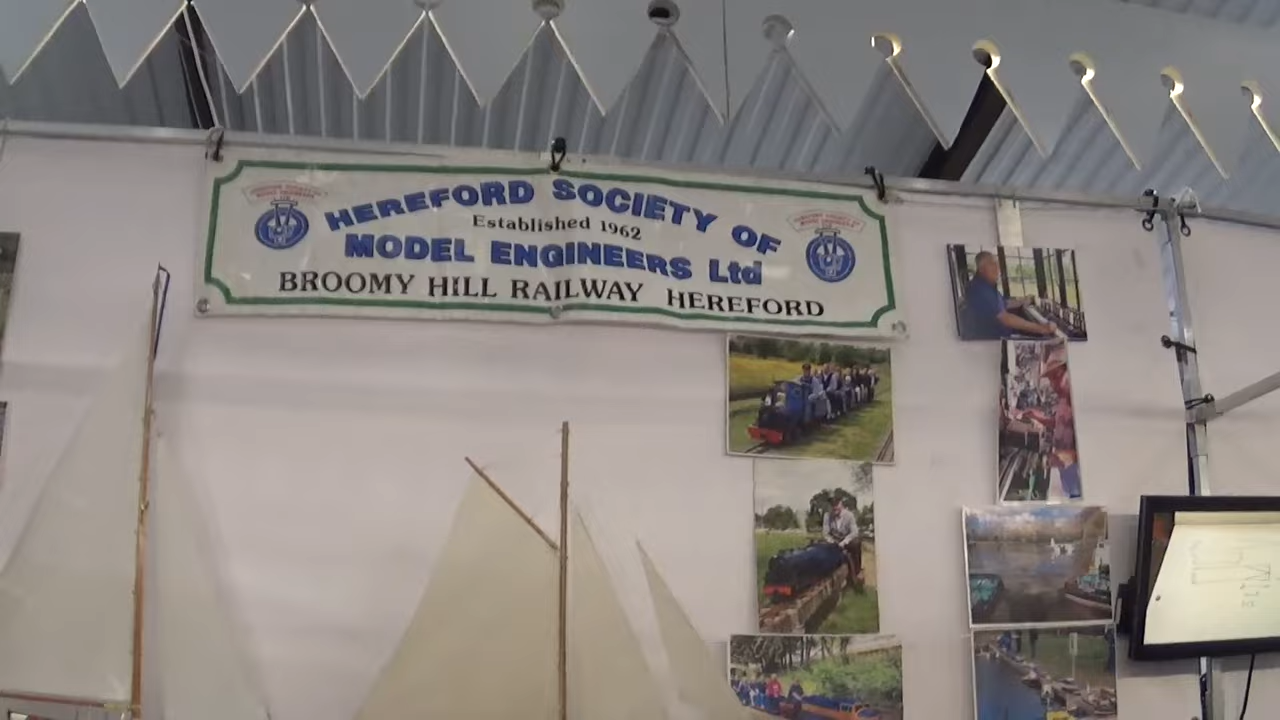 HEREFORD SOCIETY OF
Established 1962
MODEL ENGINEERS Ltd
BROOMY HILL RAILWAY HEREFORD